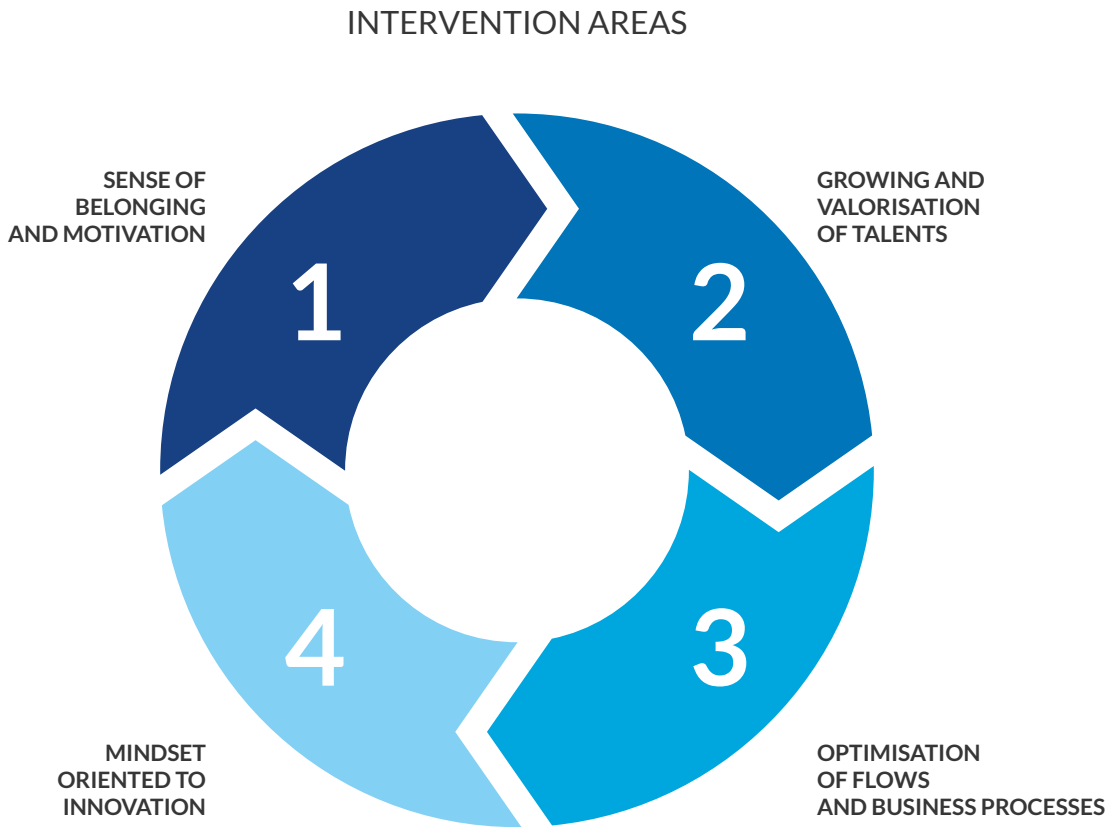 INTERVENTION AREAS
SENSE OF
BELONGING
AND MOTIVATION
1
GROWING AND
VALORISATION
OF TALENTS
2
OPTIMISATION
OF FLOWS
AND BUSINESS PROCESSES
3
MINDSET
ORIENTED TO
INNOVATION
4